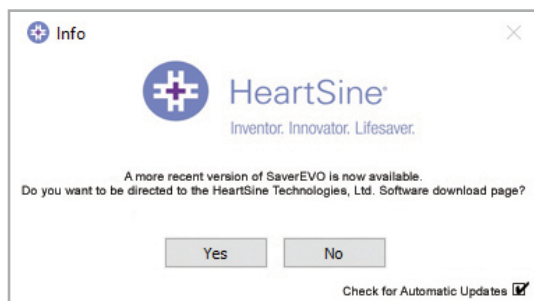 Info
HeartSine®
Inventor. Innovator. Lifesaver.
A more recent version of SaverEVO is now available.
Do you want to be directed to the HeartSine Technologies, Ltd. Software download page?
Yes No
Check for Automatic Updates